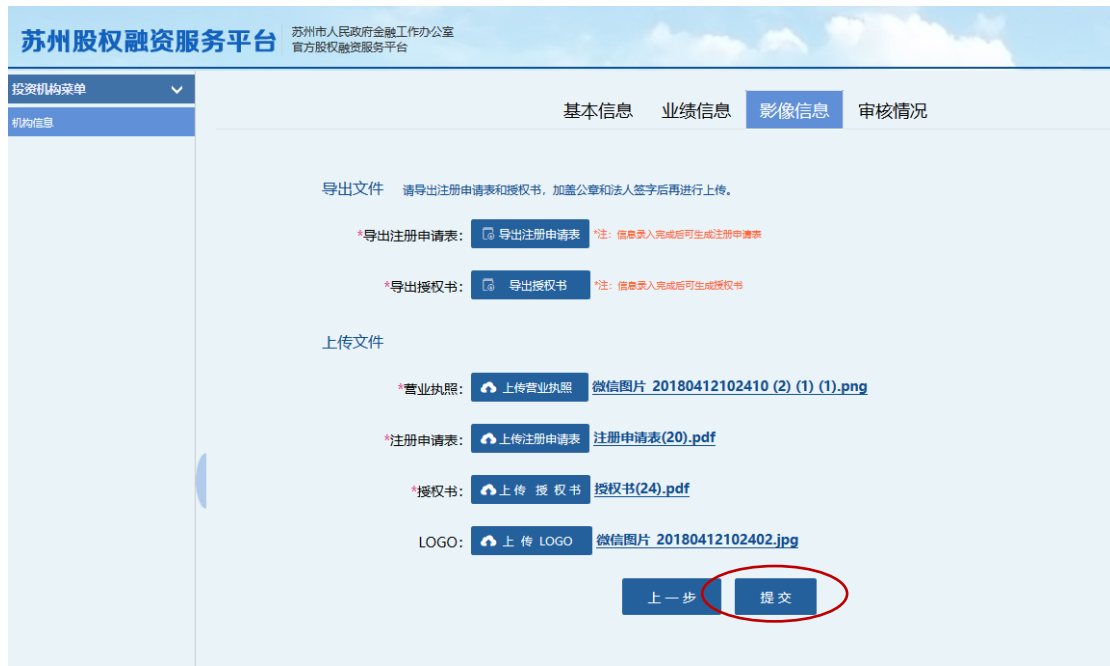 苏州股权融资服务平台
苏州市人民政府金融工作办公室
官方股权融资服务平台
投资机构菜单
机构信息
基本信息 业绩信息 影像信息 审核情况
导出文件 请导出注册申请表和授权书，加盖公章和法人签字后再进行上传。
*导出注册申请表： 导出注册申请表 *注：信息录入完成后可生成注册申请表
*导出授权书： 导出授权书 *注：信息录入完成后可生成授权书
上传文件
*营业执照： 上传营业执照 微信图片_20180412102410 (2) (1) (1).png
*注册申请表： 上传注册申请表 注册申请表(20).pdf
*授权书： 上传 授 权 书 授权书(24).pdf
LOGO： 上 传 LOGO 微信图片_20180412102402.jpg
上一步 提交